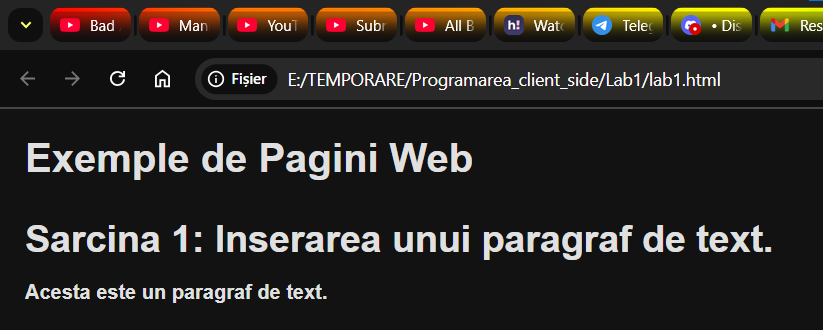 Bad
Man
YouT
Subr
All B
h!
Wat
Teleg
• Dis
Res
Fișier
E:/TEMPORARE/Programarea_client_side/Lab1/lab1.html
Exemple de Pagini Web
Sarcina 1: Inserarea unui paragraf de text.
Acesta este un paragraf de text.